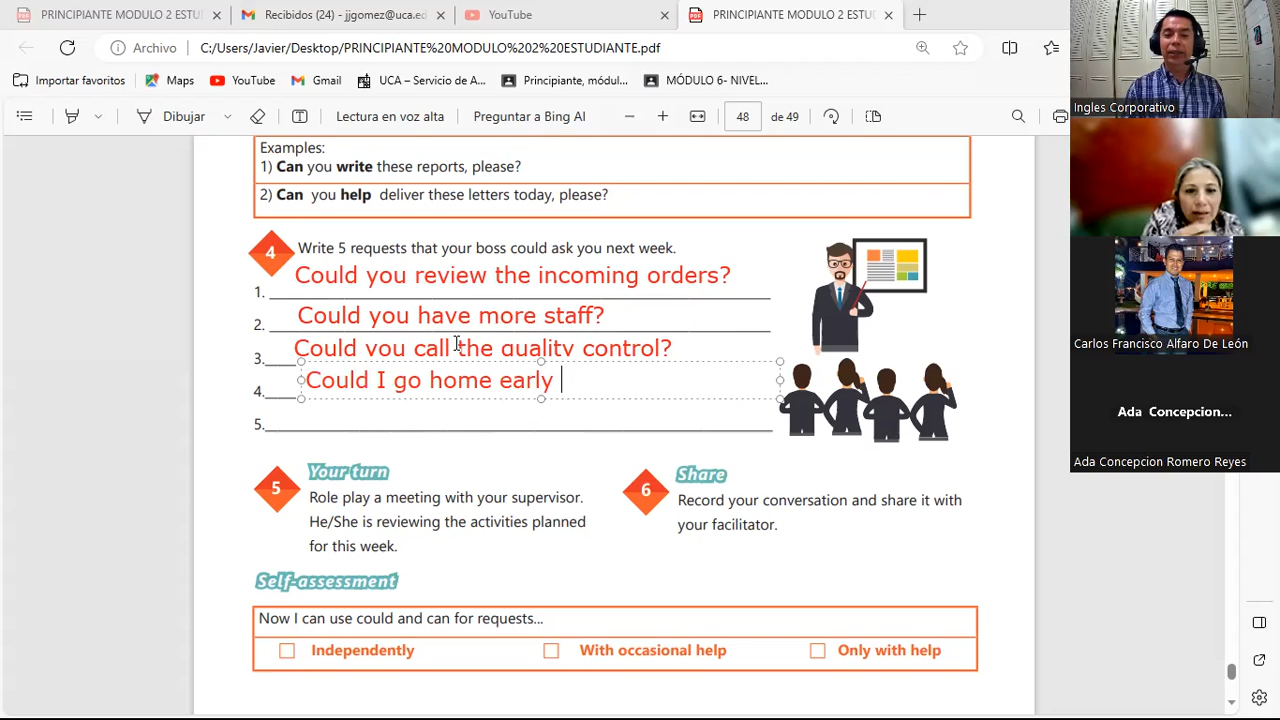 PRINCIPIANTE MODULO 2 ESTUDI
Recibidos (24) - jjgomez@uca.ed
YouTube
PRINCIPIANTE MODULO 2 ESTUE
Archivo
C:/Users/Javier/Desktop/PRINCIPIANTE%20MODULO%202%20ESTUDIANTE.pdf
Importar favoritos
Maps
YouTube
Gmail
UCA – Servicio de A...
Principiante, módul...
MÓDULO 6- NIVEL...
Dibujar
Lectura en voz alta
Preguntar a Bing AI
48
de 49
Examples:
1) Can you write these reports, please?
2) Can you help deliver these letters today, please?
4
Write 5 requests that your boss could ask you next week.
1. Could you review the incoming orders?
2. Could you have more staff?
3. Could you call the quality control?
4. Could I go home early
5.
5
Your turn
Role play a meeting with your supervisor.
He/She is reviewing the activities planned
for this week.
6
Share
Record your conversation and share it with
your facilitator.
Self-assessment
Now I can use could and can for requests...
Independently
With occasional help
Only with help
Ingles Corporativo
Carlos Francisco Alfaro De León
Ada Concepcion...
Ada Concepcion Romero Reyes